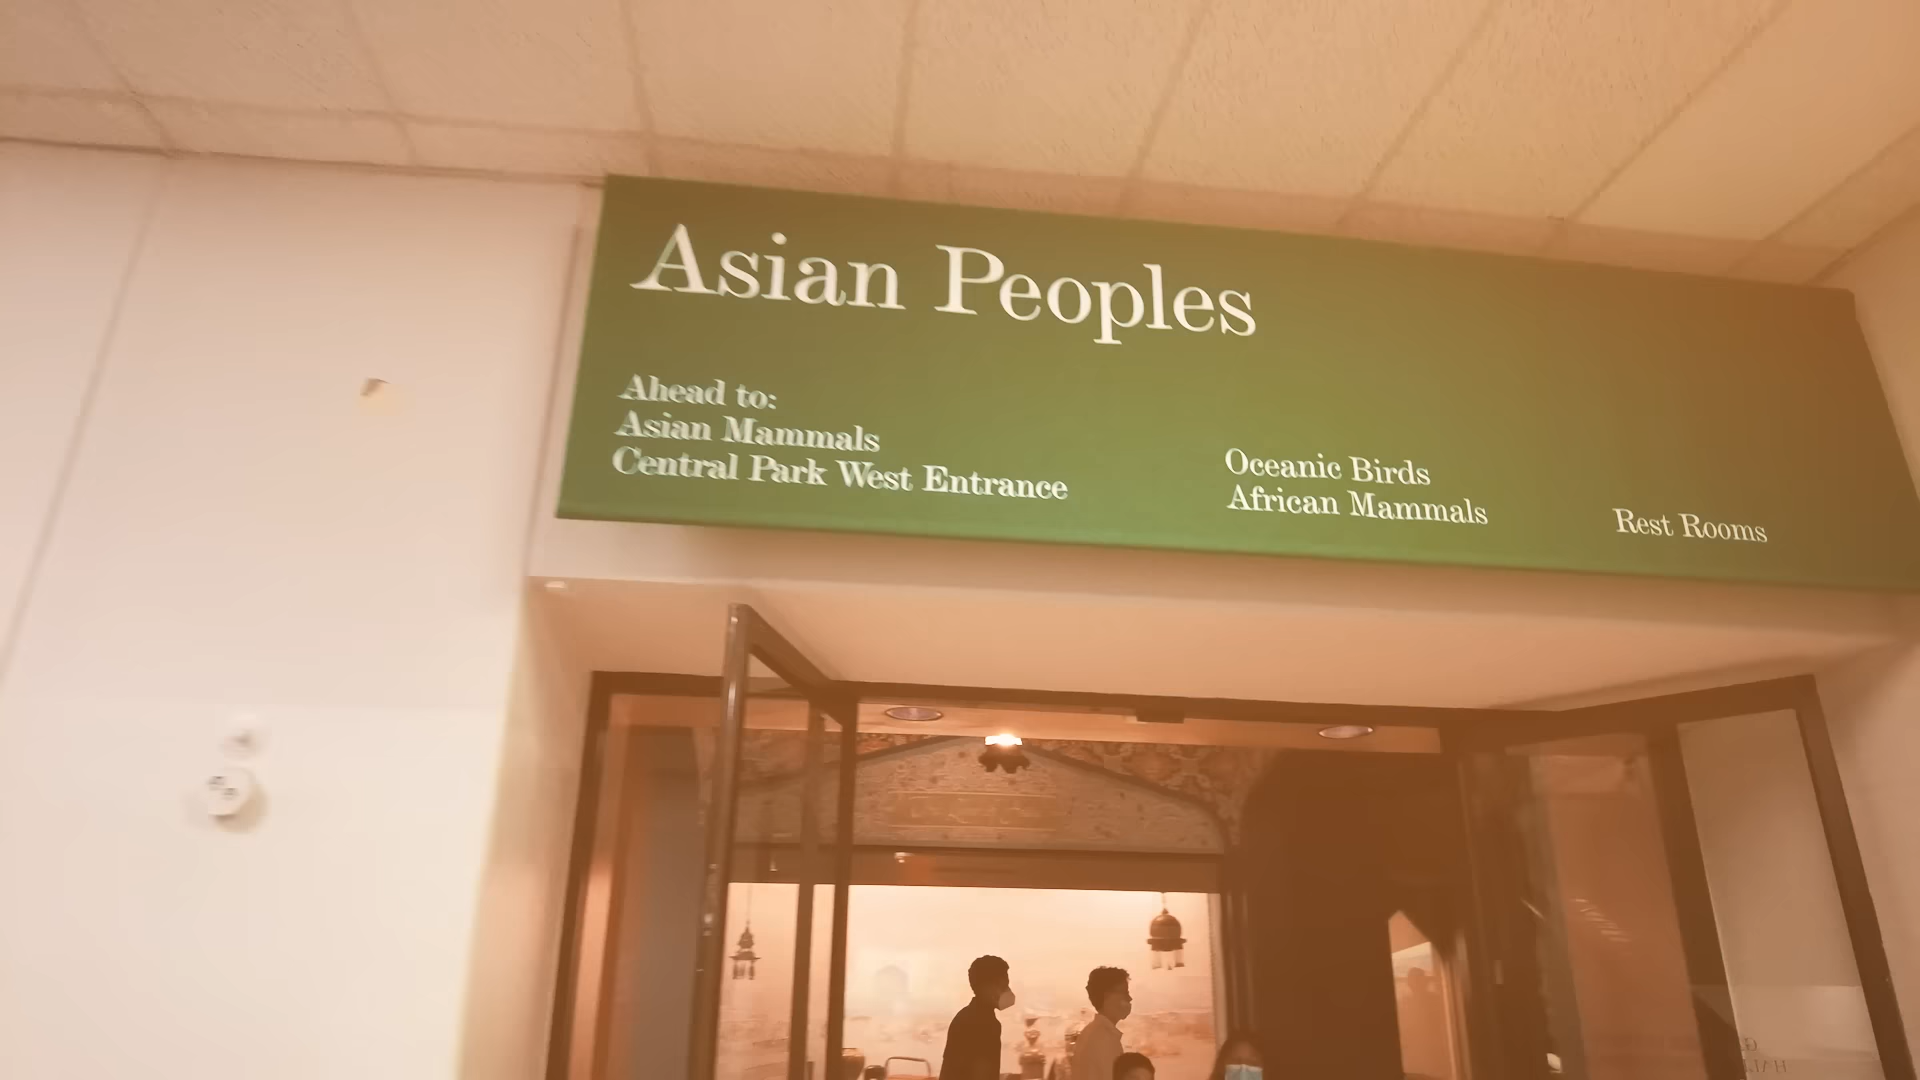 Asian Peoples
Ahead to:
Asian Mammals
Central Park West Entrance
Oceanic Birds
African Mammals
Rest Rooms